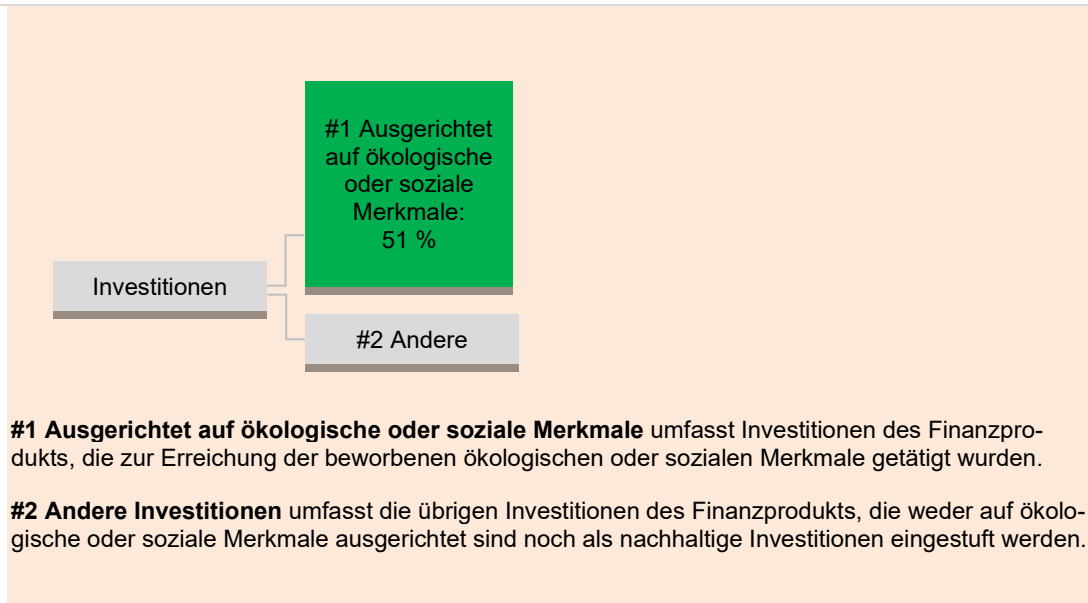 #1 Ausgerichtet
auf ökologische
oder soziale
Merkmale:
51 %
Investitionen
#2 Andere
#1 Ausgerichtet auf ökologische oder soziale Merkmale umfasst Investitionen des Finanzpro-
dukts, die zur Erreichung der beworbenen ökologischen oder sozialen Merkmale getätigt wurden.
#2 Andere Investitionen umfasst die übrigen Investitionen des Finanzprodukts, die weder auf ökolo-
gische oder soziale Merkmale ausgerichtet sind noch als nachhaltige Investitionen eingestuft werden.